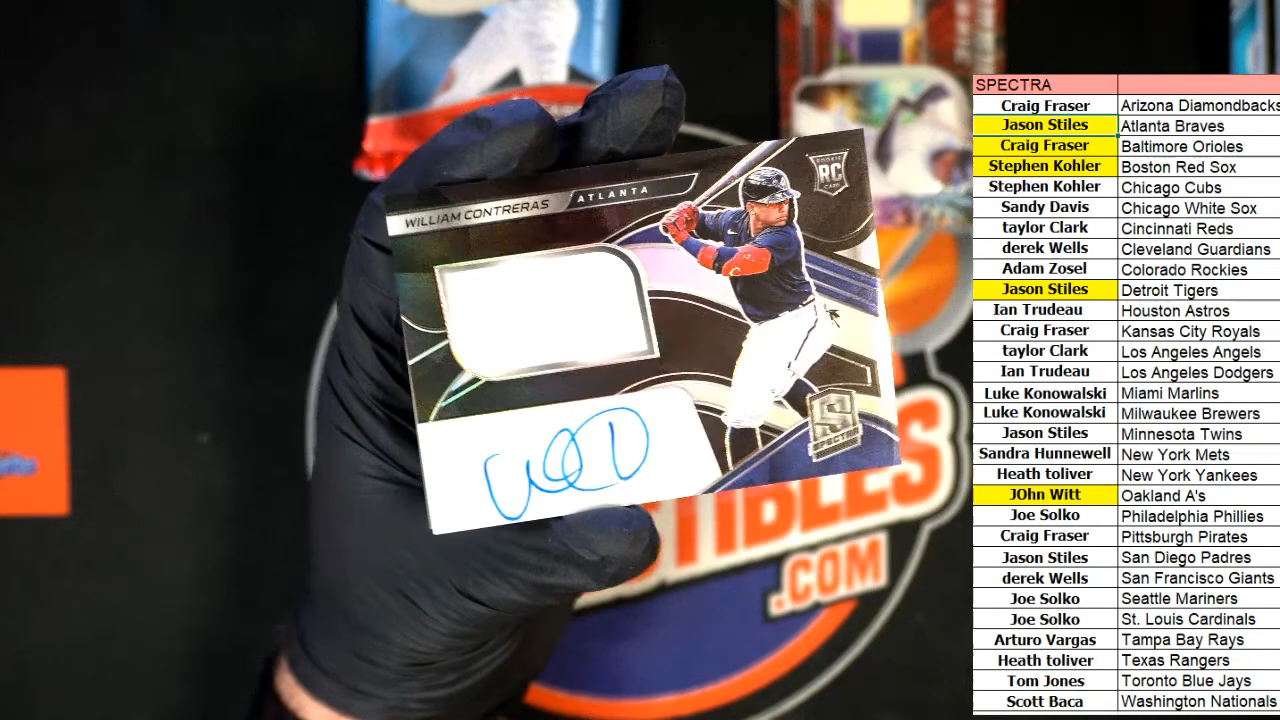 WILLIAM CONTRERAS
ATLANTA
ROOKIE
RC
CARD
S
SPECTRA
TIBLES
.COM
SPECTRA
Craig Fraser Arizona Diamondbacks
Jason Stiles Atlanta Braves
Craig Fraser Baltimore Orioles
Stephen Kohler Boston Red Sox
Stephen Kohler Chicago Cubs
Sandy Davis Chicago White Sox
taylor Clark Cincinnati Reds
derek Wells Cleveland Guardians
Adam Zosel Colorado Rockies
Jason Stiles Detroit Tigers
Ian Trudeau Houston Astros
Craig Fraser Kansas City Royals
taylor Clark Los Angeles Angels
Ian Trudeau Los Angeles Dodgers
Luke Konowalski Miami Marlins
Luke Konowalski Milwaukee Brewers
Jason Stiles Minnesota Twins
Sandra Hunnewell New York Mets
Heath toliver New York Yankees
JOhn Witt Oakland A's
Joe Solko Philadelphia Phillies
Craig Fraser Pittsburgh Pirates
Jason Stiles San Diego Padres
derek Wells San Francisco Giants
Joe Solko Seattle Mariners
Joe Solko St. Louis Cardinals
Arturo Vargas Tampa Bay Rays
Heath toliver Texas Rangers
Tom Jones Toronto Blue Jays
Scott Baca Washington Nationals